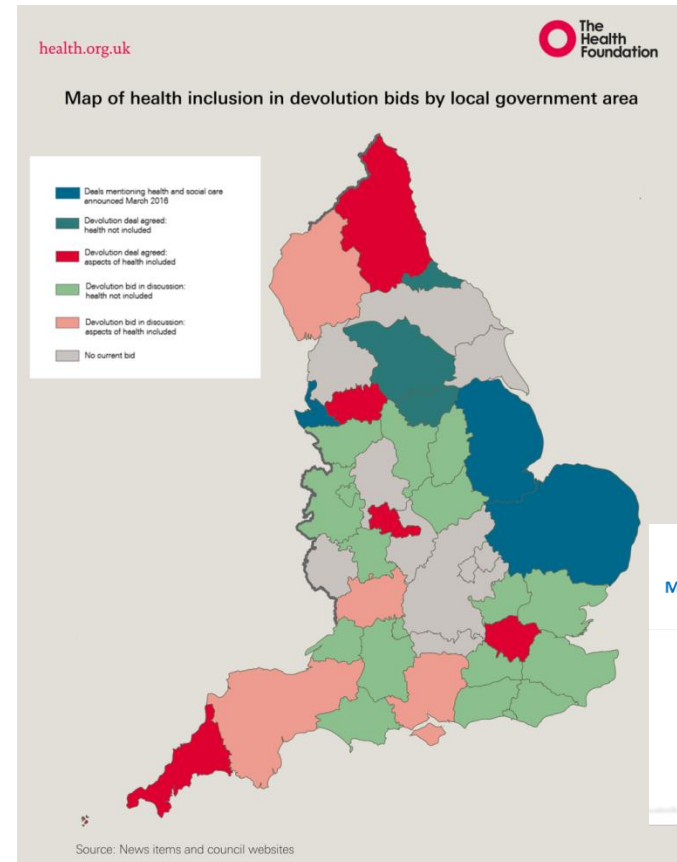 health.org.uk
The
Health
Foundation
Map of health inclusion in devolution bids by local government area
Deals mentioning health and social care
announced March 2016
Devolution deal agreed:
health not included
Devolution deal agreed:
aspects of health included
Devolution bid in discussion:
health not included
Devolution bid in discussion:
aspects of health included
No current bid
M
Source: News items and council websites